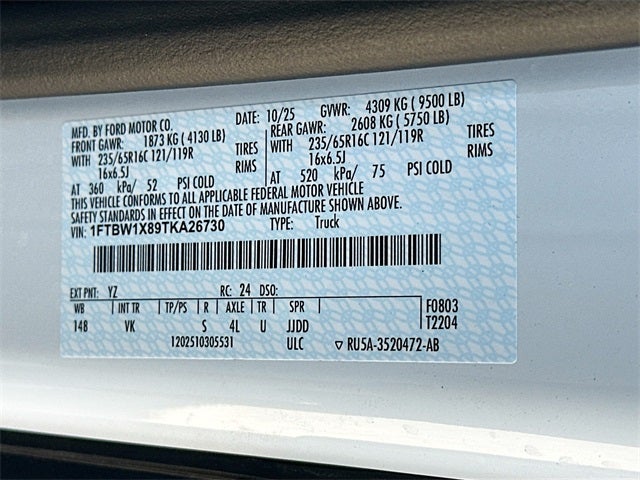 MFD. BY FORD MOTOR CO. DATE: 10/25 GVWR: 4309 KG ( 9500 LB)
FRONT GAWR: 1873 KG ( 4130 LB) REAR GAWR: 2608 KG ( 5750 LB)
WITH 235/65R16C 121/119R TIRES WITH 235/65R16C 121/119R TIRES
16x6.5J RIMS 16x6.5J RIMS
AT 360 kPa/ 52 PSI COLD AT 520 kPa/ 75 PSI COLD
THIS VEHICLE CONFORMS TO ALL APPLICABLE FEDERAL MOTOR VEHICLE
SAFETY STANDARDS IN EFFECT ON THE DATE OF MANUFACTURE SHOWN ABOVE.
VIN: 1FTBW1X89TKA26730 TYPE: Truck
EXT PNT: YZ RC: 24 DSO:
WB INT TR TP/PS R AXLE TR SPR F0803
148 VK S 4L U JJDD T2204
1202510305531 ULC ▽ RU5A-3520472-AB